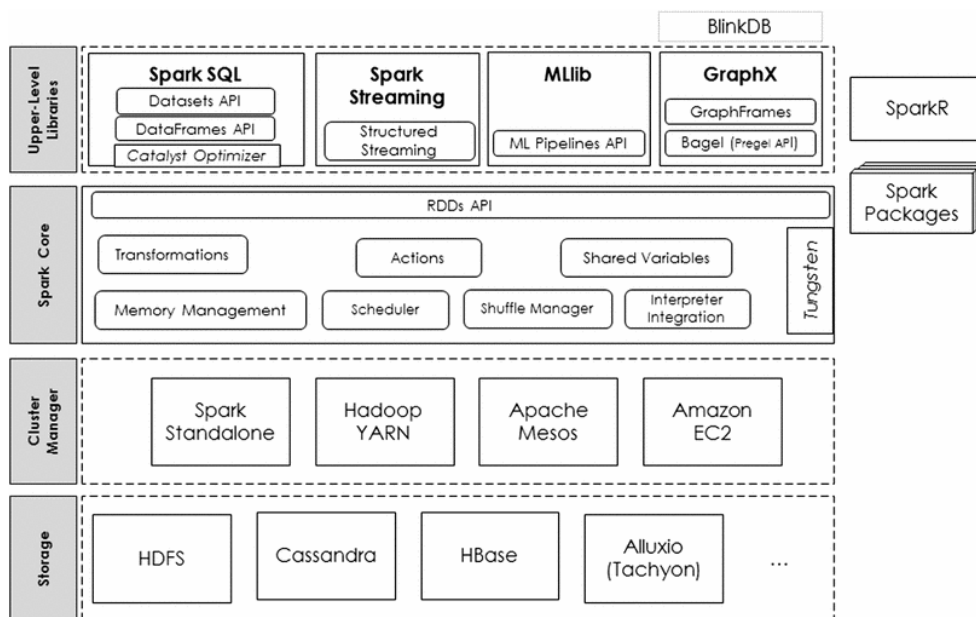 BlinkDB
Upper-Level
Libraries
Spark SQL
Datasets API
DataFrames API
Catalyst Optimizer
Spark
Streaming
Structured
Streaming
MLlib
ML Pipelines API
GraphX
GraphFrames
Bagel (Pregel API)
SparkR
Spark
Packages
Spark Core
RDDs API
Transformations
Actions
Shared Variables
Memory Management
Scheduler
Shuffle Manager
Interpreter
Integration
Tungsten
Cluster
Manager
Spark
Standalone
Hadoop
YARN
Apache
Mesos
Amazon
EC2
Storage
HDFS
Cassandra
HBase
Alluxio
(Tachyon)
...